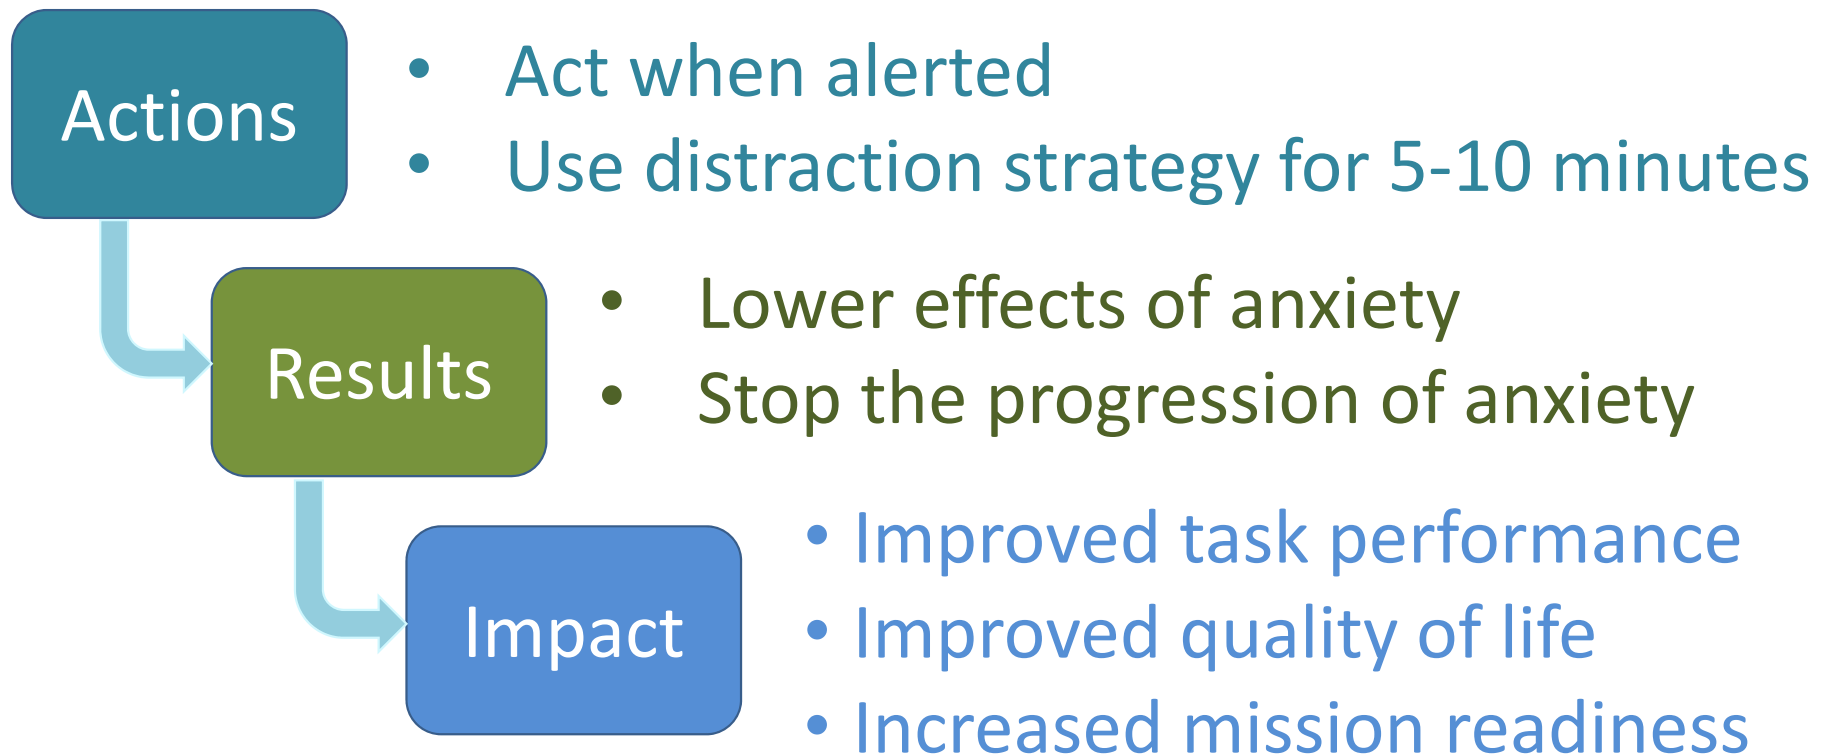 Actions
• Act when alerted
• Use distraction strategy for 5-10 minutes
Results
• Lower effects of anxiety
• Stop the progression of anxiety
Impact
• Improved task performance
• Improved quality of life
• Increased mission readiness